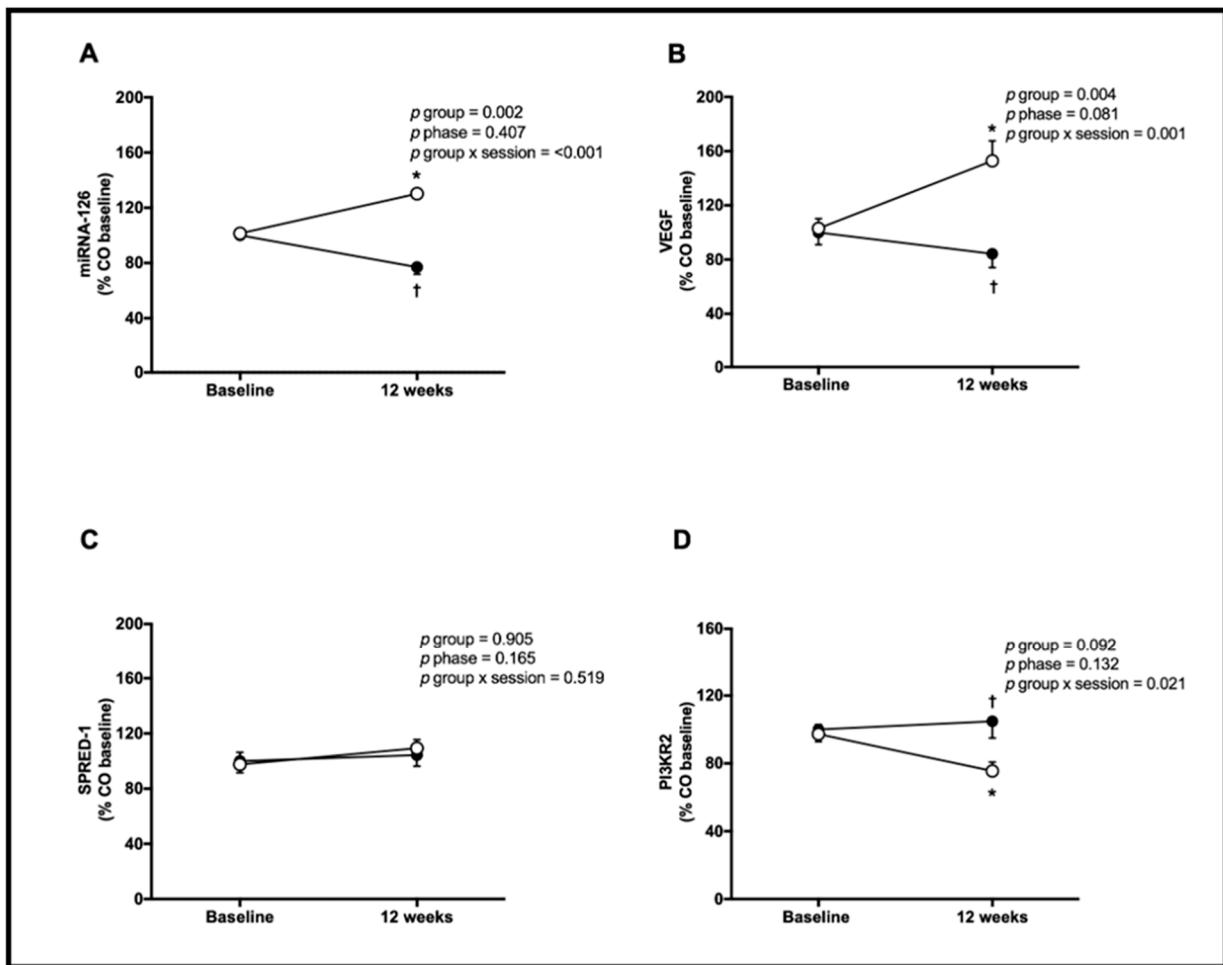 A
200
160
120
80
40
0
miRNA-126
(% CO baseline)
p group = 0.002
p phase = 0.407
p group x session = <0.001
*
†
Baseline 12 weeks
B
200
160
120
80
40
0
VEGF
(% CO baseline)
p group = 0.004
p phase = 0.081
p group x session = 0.001
*
†
Baseline 12 weeks
C
200
160
120
80
40
0
SPRED-1
(% CO baseline)
p group = 0.905
p phase = 0.165
p group x session = 0.519
Baseline 12 weeks
D
160
120
80
40
0
PI3KR2
(% CO baseline)
p group = 0.092
p phase = 0.132
p group x session = 0.021
†
*
Baseline 12 weeks